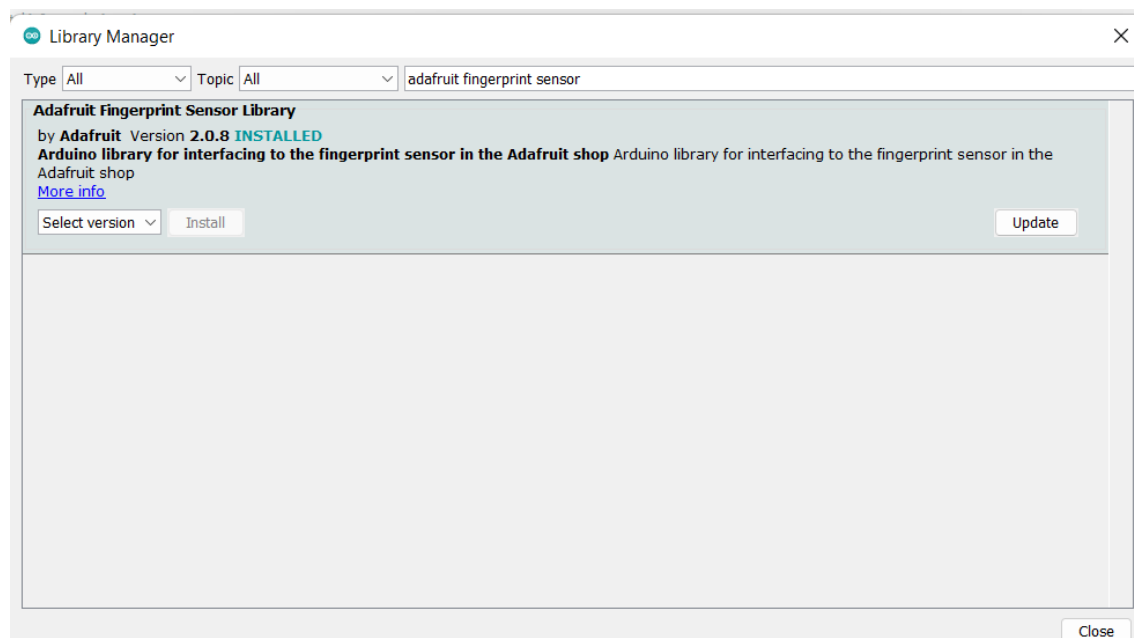 Library Manager
Type All Topic All adafruit fingerprint sensor
Adafruit Fingerprint Sensor Library
by Adafruit Version 2.0.8 INSTALLED
Arduino library for interfacing to the fingerprint sensor in the Adafruit shop Arduino library for interfacing to the fingerprint sensor in the
Adafruit shop
More info
Select version Install Update
Close